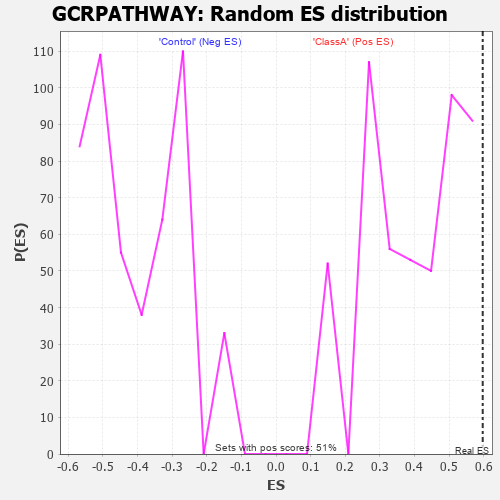 GCRPATHWAY: Random ES distribution
'Control' (Neg ES) 'ClassA' (Pos ES)
110
100
90
80
70
60
50
40
30
20
10
0
P(ES)
Sets with pos scores: 51%
Real ES
-0.6 -0.5 -0.4 -0.3 -0.2 -0.1 0.0 0.1 0.2 0.3 0.4 0.5 0.6
ES